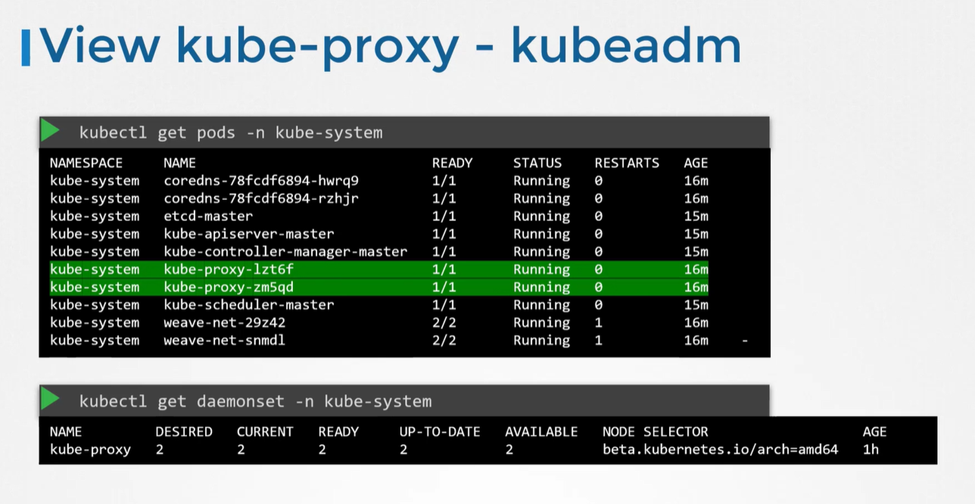 View kube-proxy - kubeadm
kubectl get pods -n kube-system
NAMESPACE NAME READY STATUS RESTARTS AGE
kube-system coredns-78fcdf6894-hwrq9 1/1 Running 0 16m
kube-system coredns-78fcdf6894-rzhjr 1/1 Running 0 16m
kube-system etcd-master 1/1 Running 0 15m
kube-system kube-apiserver-master 1/1 Running 0 15m
kube-system kube-controller-manager-master 1/1 Running 0 15m
kube-system kube-proxy-lzt6f 1/1 Running 0 16m
kube-system kube-proxy-zm5qd 1/1 Running 0 16m
kube-system kube-scheduler-master 1/1 Running 0 15m
kube-system weave-net-29z42 2/2 Running 1 16m
kube-system weave-net-snmdl 2/2 Running 1 16m -
kubectl get daemonset -n kube-system
NAME DESIRED CURRENT READY UP-TO-DATE AVAILABLE NODE SELECTOR AGE
kube-proxy 2 2 2 2 2 beta.kubernetes.io/arch=amd64 1h